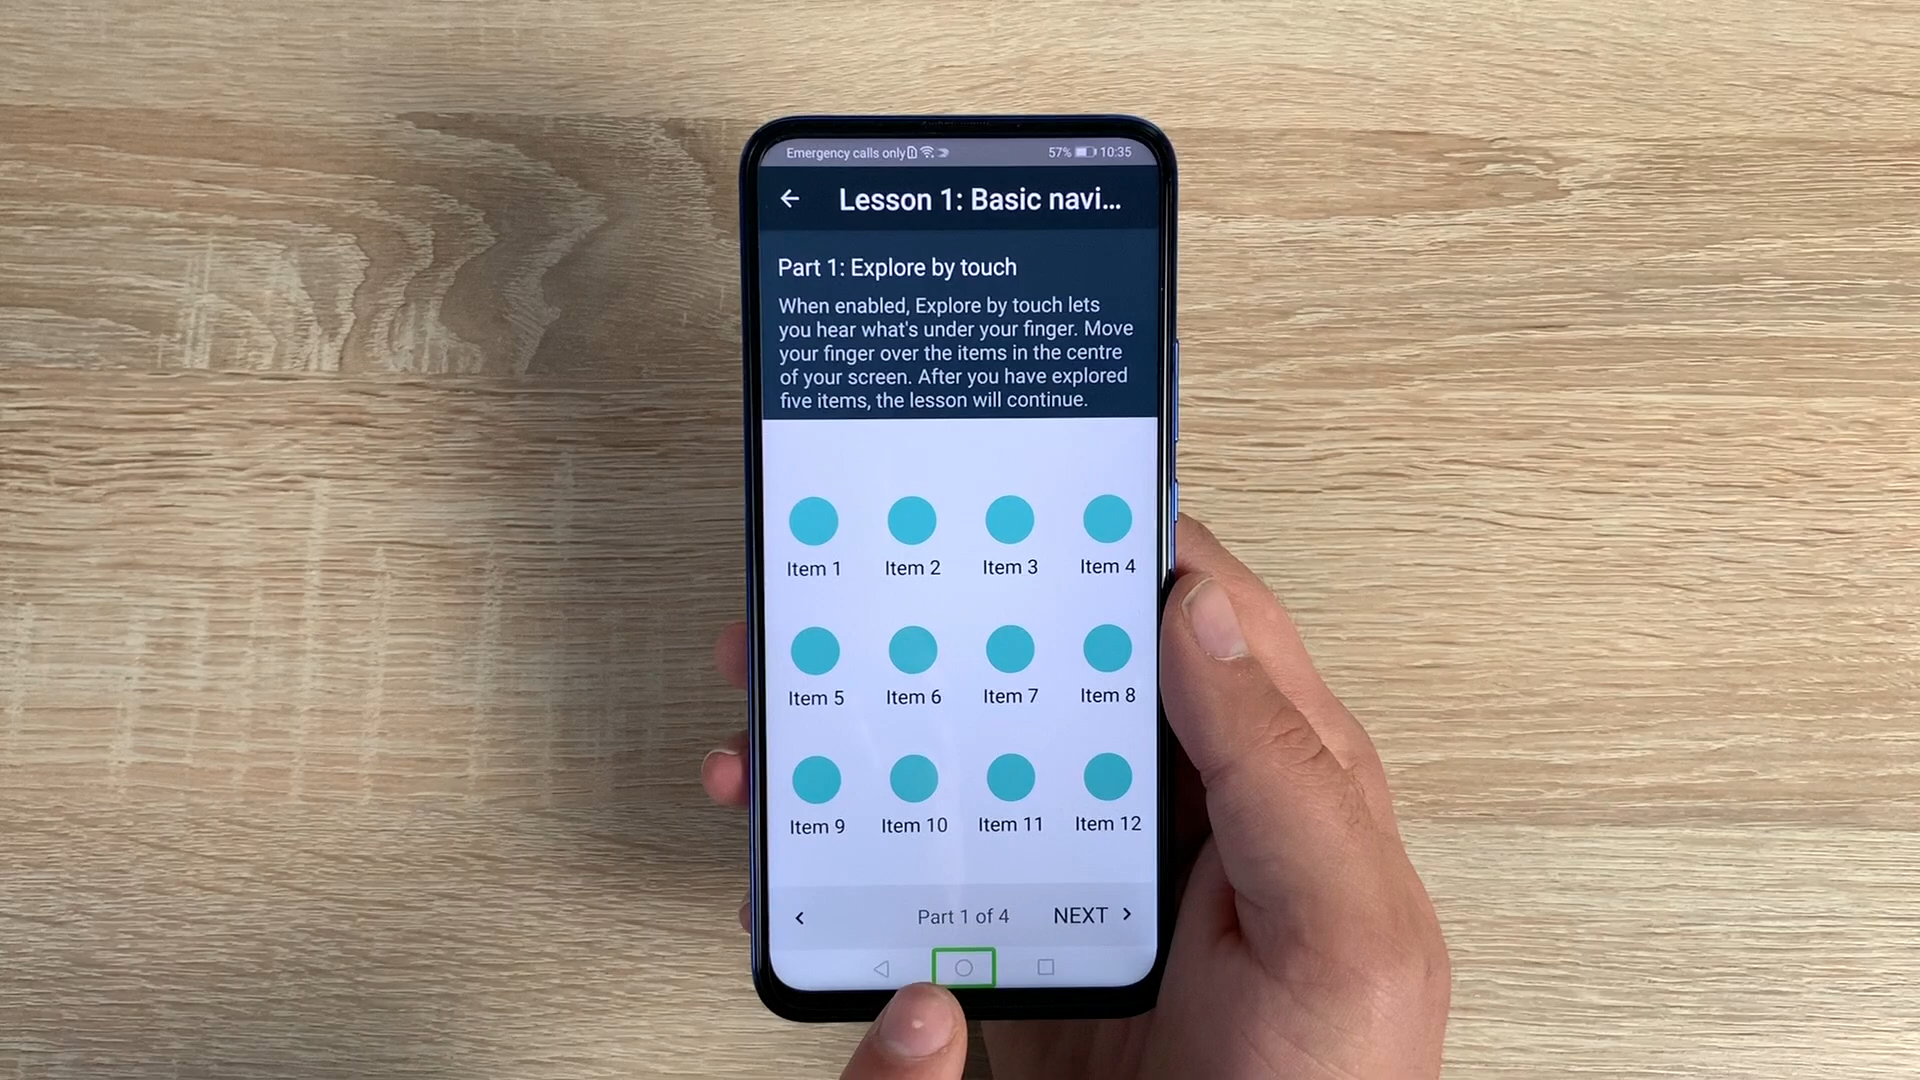 Emergency calls only 57% 10:35
Lesson 1: Basic navi...
Part 1: Explore by touch
When enabled, Explore by touch lets
you hear what's under your finger. Move
your finger over the items in the centre
of your screen. After you have explored
five items, the lesson will continue.
Item 1 Item 2 Item 3 Item 4
Item 5 Item 6 Item 7 Item 8
Item 9 Item 10 Item 11 Item 12
Part 1 of 4 NEXT